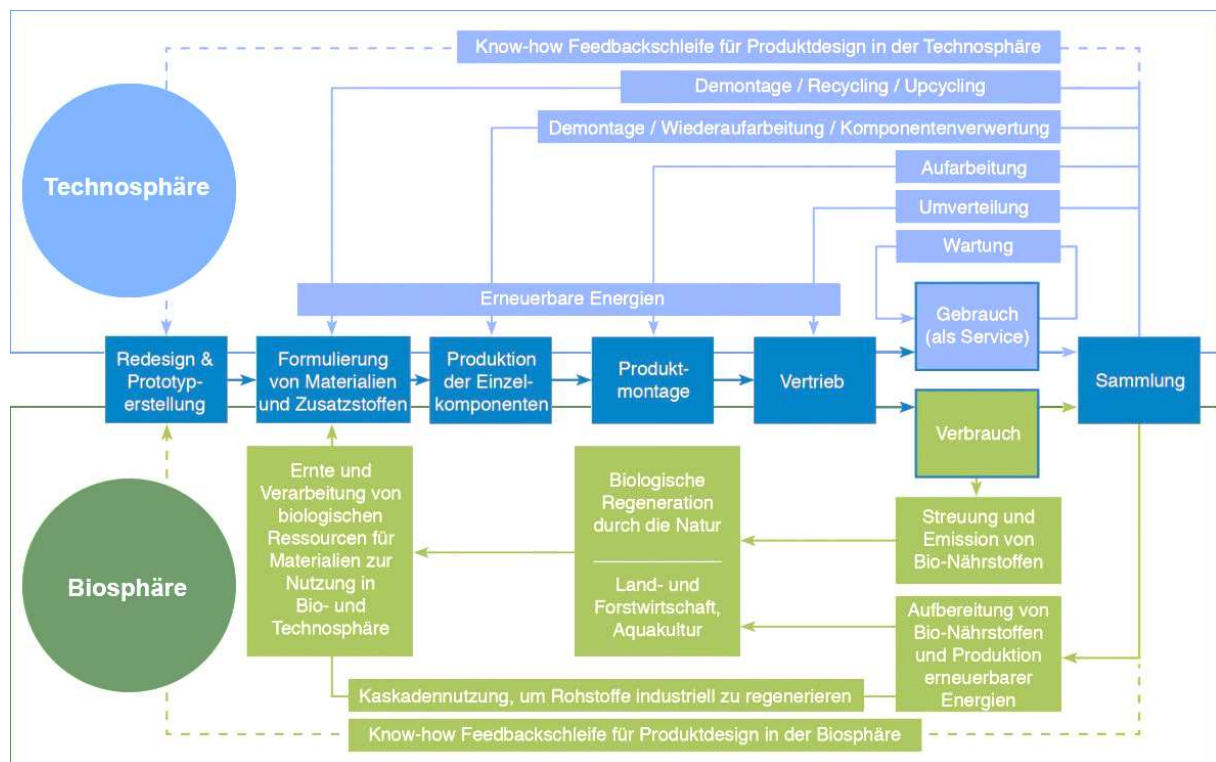 Know-how Feedbackschleife für Produktdesign in der Technosphäre
Demontage / Recycling / Upcycling
Demontage / Wiederaufarbeitung / Komponentenverwertung
Technosphäre
Aufarbeitung
Umverteilung
Wartung
Erneuerbare Energien
Redesign &
Prototyp-
erstellung
Formulierung
von Materialien
und Zusatzstoffen
Produktion
der Einzel-
komponenten
Produkt-
montage
Vertrieb
Gebrauch
(als Service)
Verbrauch
Sammlung
Biosphäre
Ernte und
Verarbeitung von
biologischen
Ressourcen für
Materialien zur
Nutzung in
Bio- und
Technosphäre
Biologische
Regeneration
durch die Natur
Land- und
Forstwirtschaft,
Aquakultur
Streuung und
Emission von
Bio-Nährstoffen
Aufbereitung von
Bio-Nährstoffen
und Produktion
erneuerbarer
Energien
Kaskadennutzung, um Rohstoffe industriell zu regenerieren
Know-how Feedbackschleife für Produktdesign in der Biosphäre